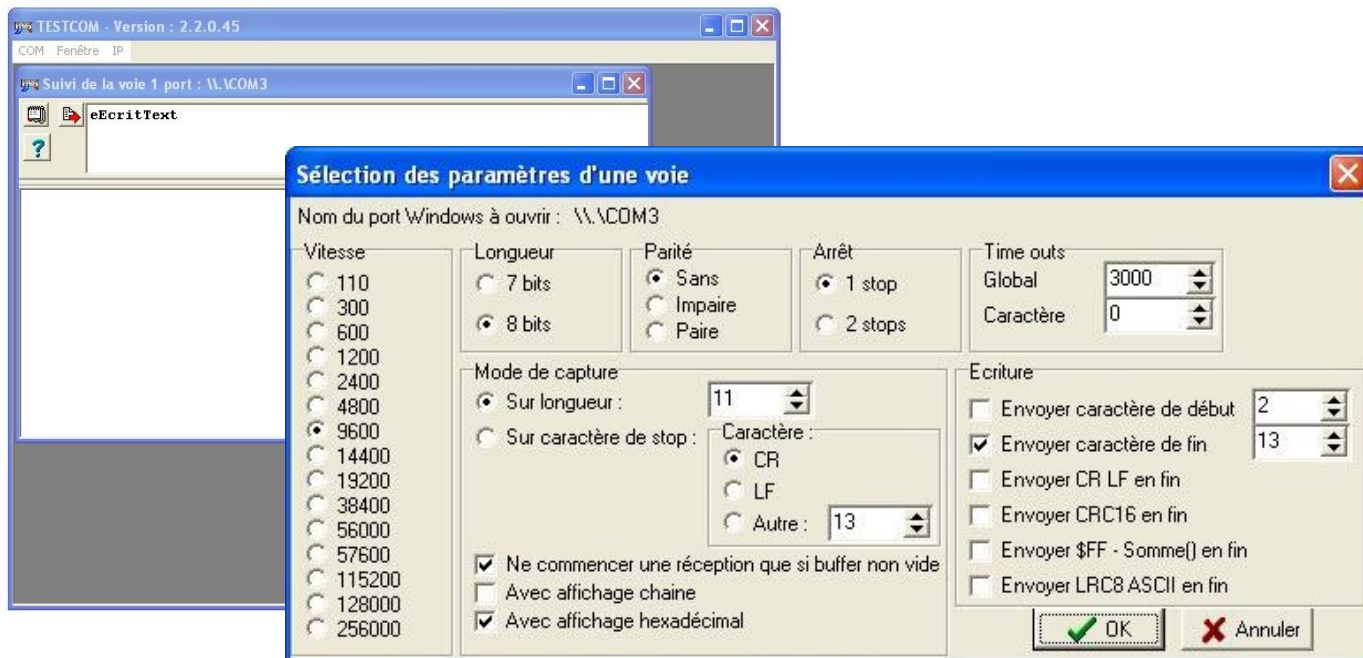 TESTCOM - Version : 2.2.0.45
COM Fenêtre IP
Suivi de la voie 1 port : \\.\COM3
eEcritText
?
Sélection des paramètres d'une voie
Nom du port Windows à ouvrir : \\.\COM3
Vitesse
110
300
600
1200
2400
4800
9600
14400
19200
38400
56000
57600
115200
128000
256000
Longueur
7 bits
8 bits
Parité
Sans
Impaire
Paire
Arrêt
1 stop
2 stops
Time outs
Global 3000
Caractère 0
Mode de capture
Sur longueur : 11
Sur caractère de stop :
Caractère :
CR
LF
Autre : 13
Ne commencer une réception que si buffer non vide
Avec affichage chaine
Avec affichage hexadécimal
Ecriture
Envoyer caractère de début 2
Envoyer caractère de fin 13
Envoyer CR LF en fin
Envoyer CRC16 en fin
Envoyer $FF - Somme() en fin
Envoyer LRC8 ASCII en fin
OK
Annuler